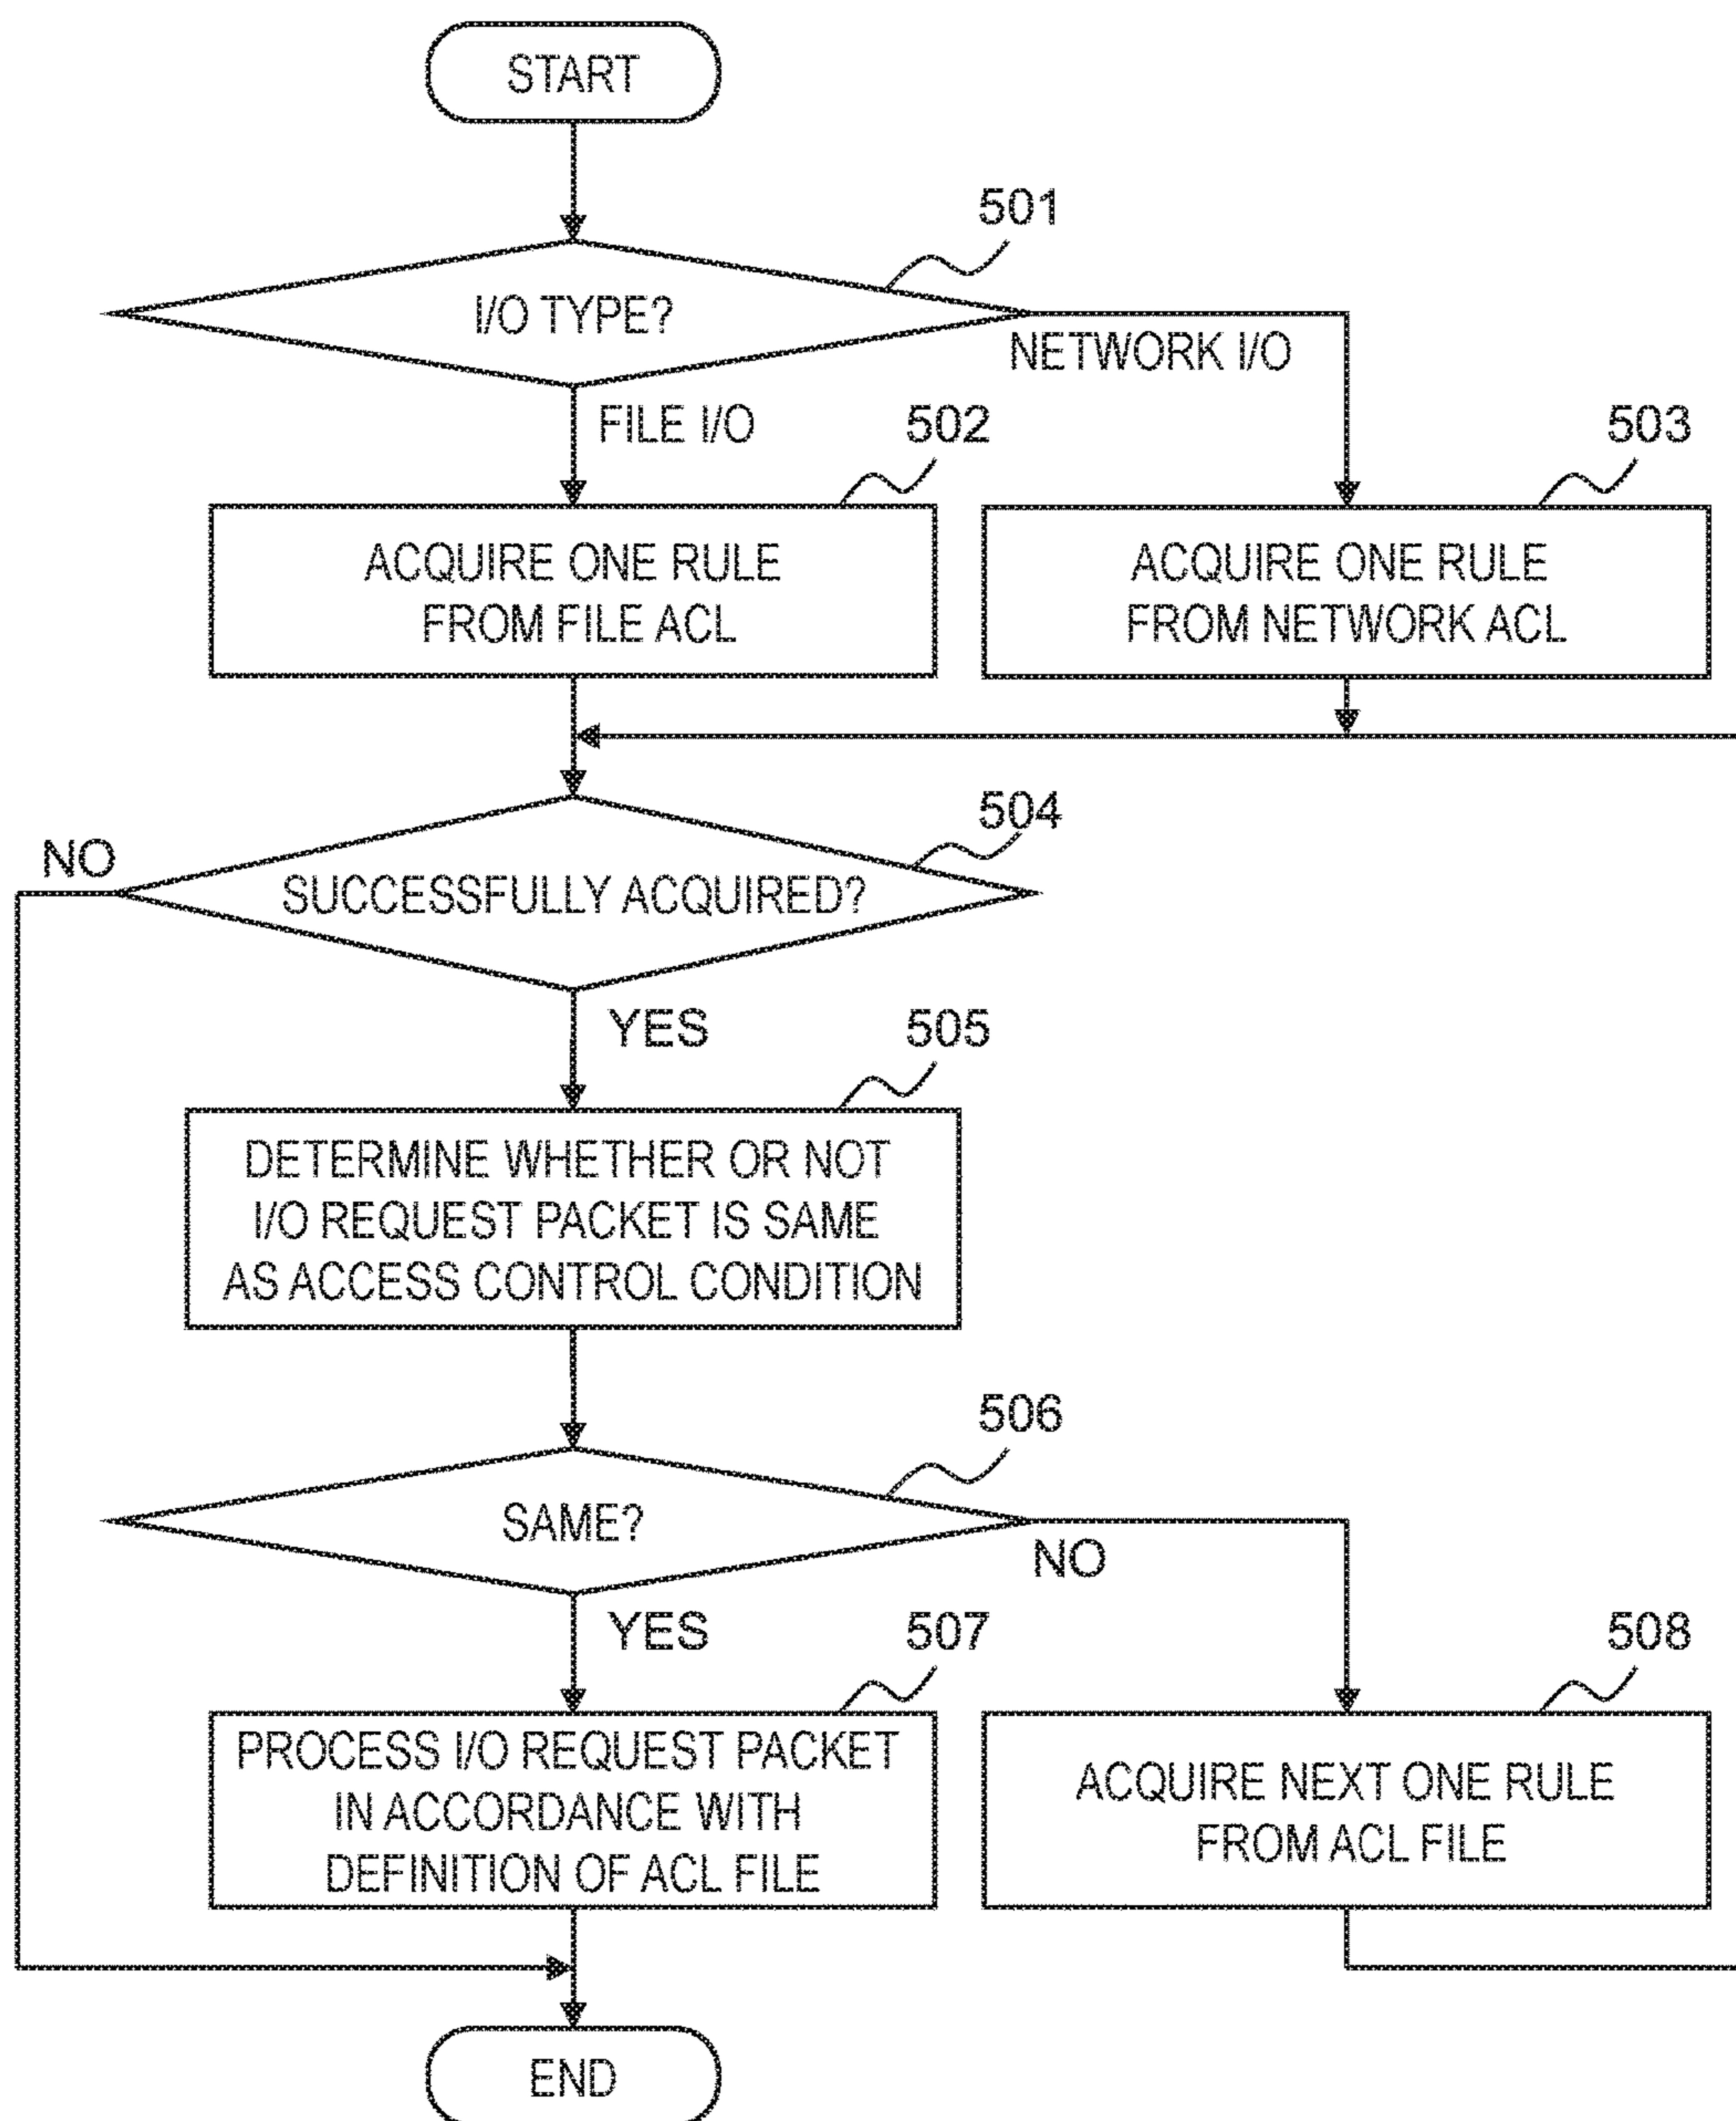 START
501
I/O TYPE?
NETWORK I/O
FILE I/O
502
503
ACQUIRE ONE RULE
FROM FILE ACL
ACQUIRE ONE RULE
FROM NETWORK ACL
504
NO
SUCCESSFULLY ACQUIRED?
YES
505
DETERMINE WHETHER OR NOT
I/O REQUEST PACKET IS SAME
AS ACCESS CONTROL CONDITION
506
SAME?
NO
YES
507
508
PROCESS I/O REQUEST PACKET
IN ACCORDANCE WITH
DEFINITION OF ACL FILE
ACQUIRE NEXT ONE RULE
FROM ACL FILE
END